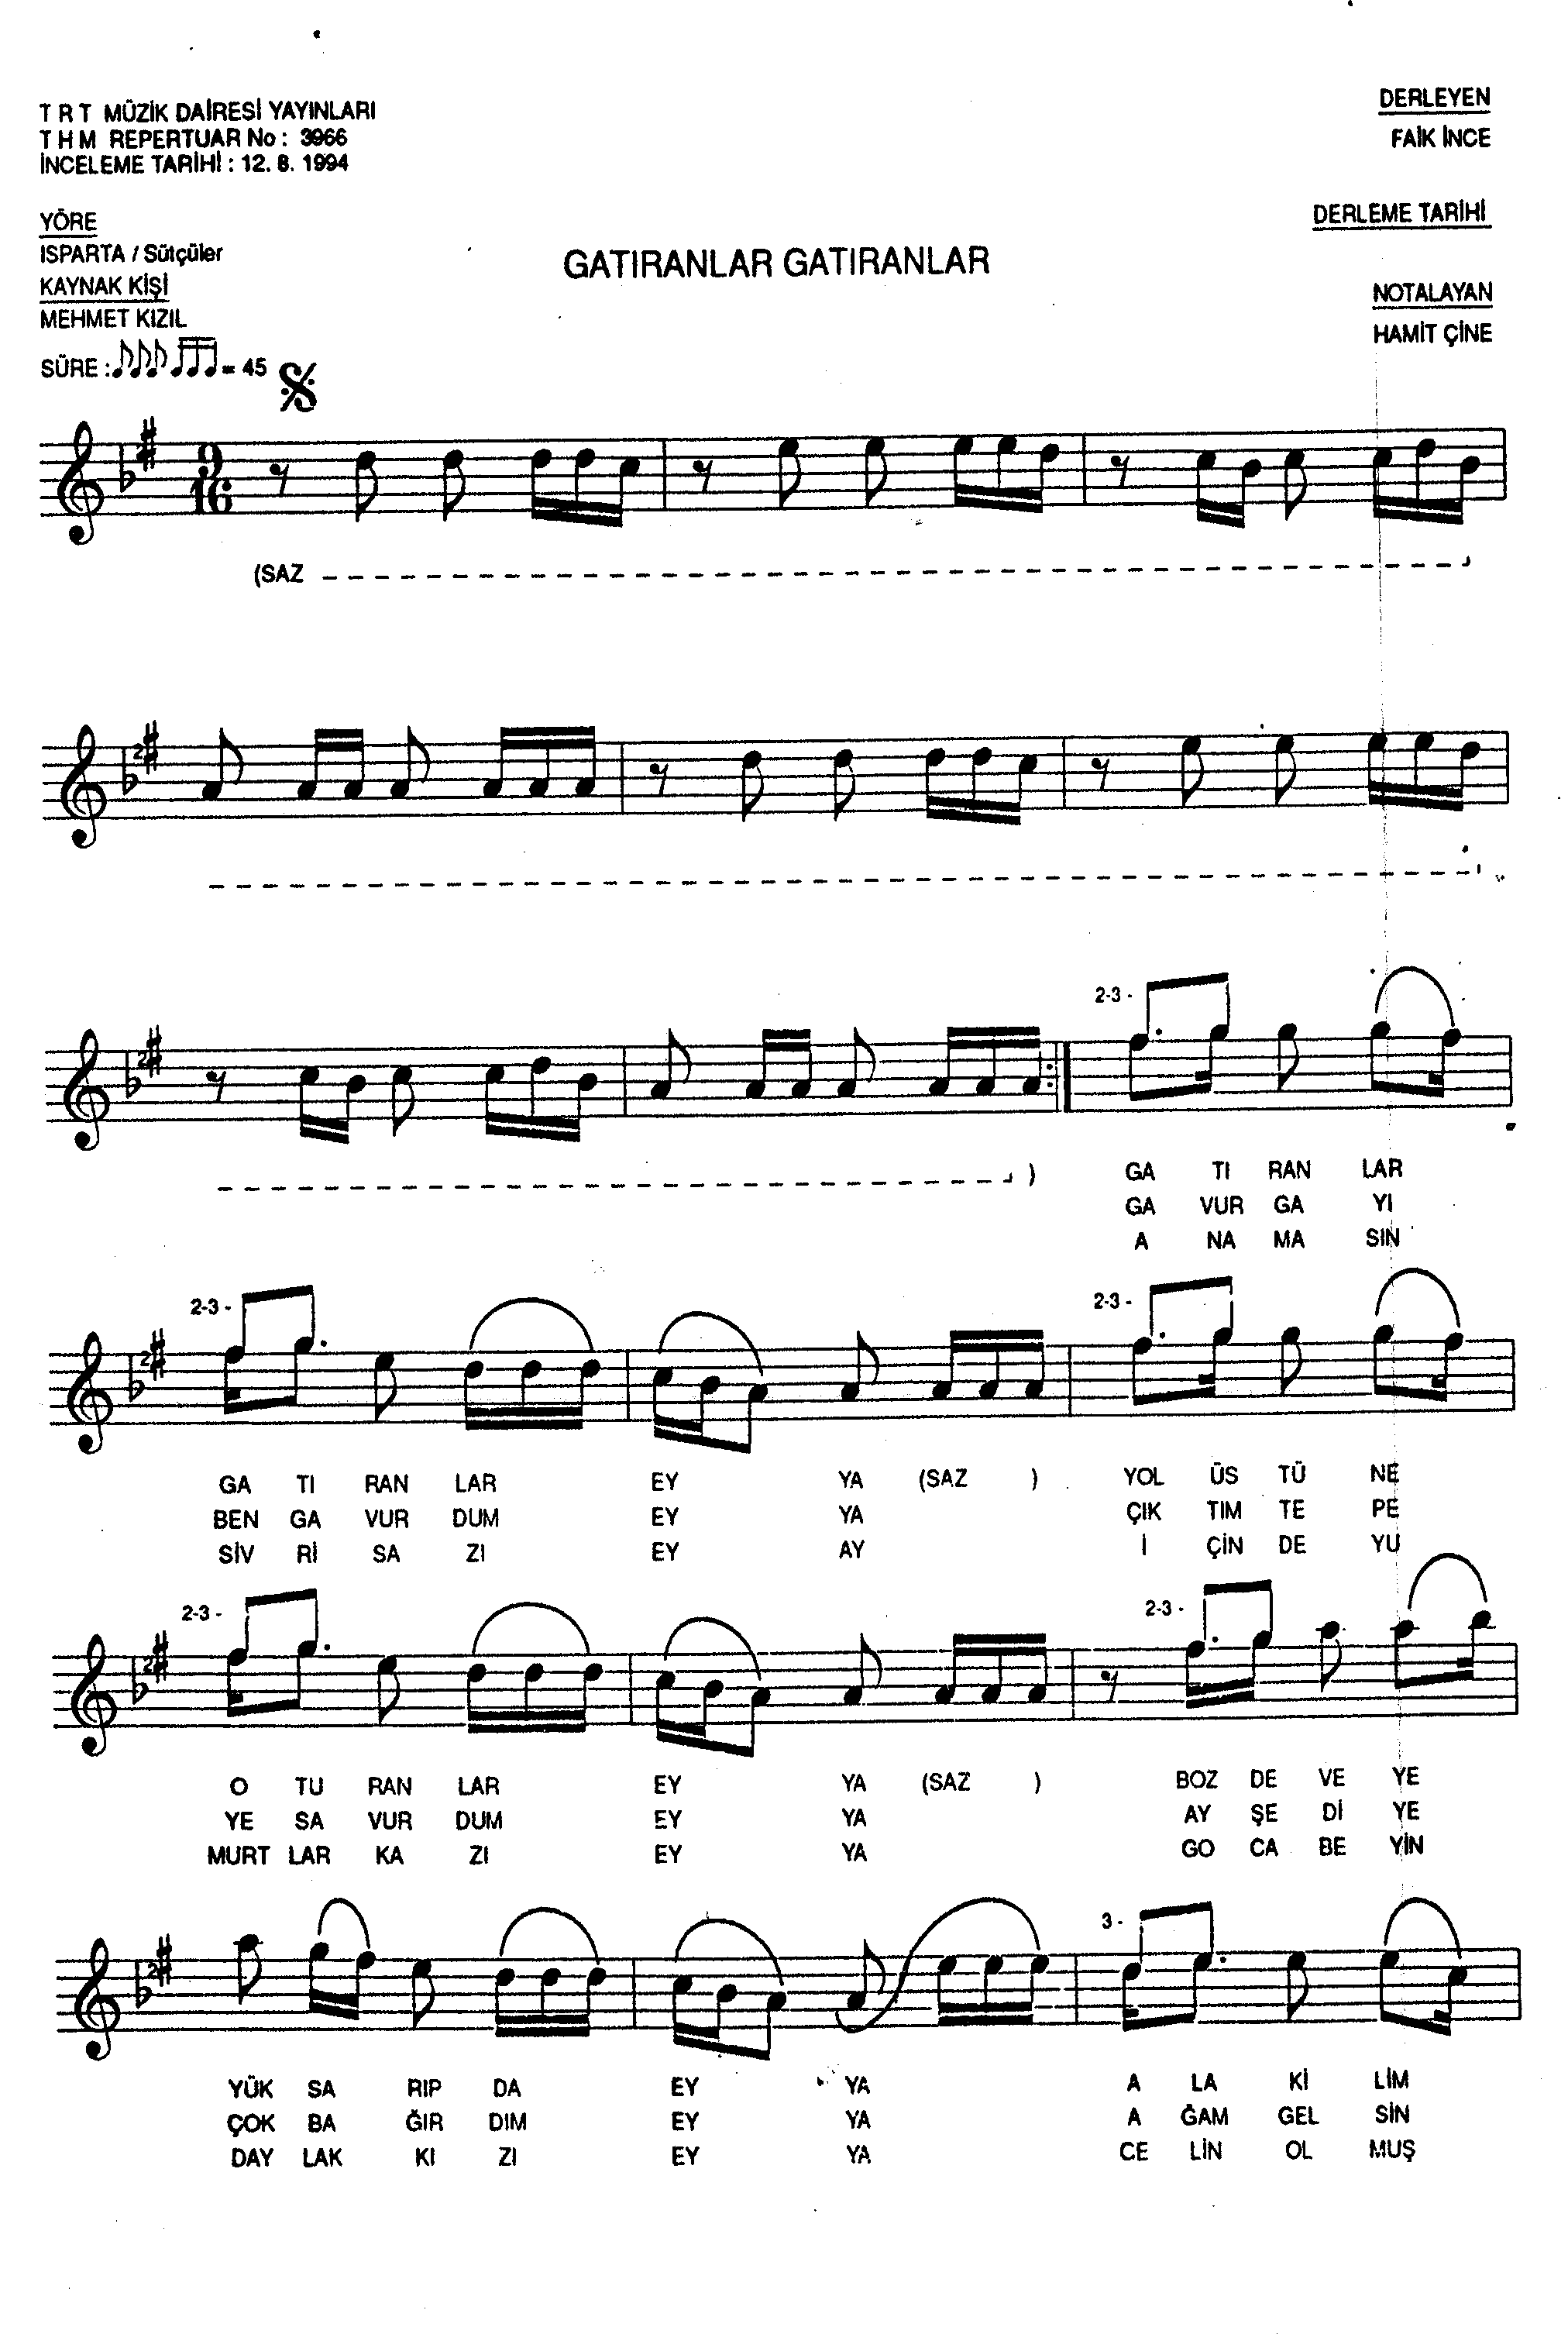 T R T MÜZİK DAİRESİ YAYINLARI
T H M REPERTUAR No : 3966
İNCELEME TARİHİ : 12. 8. 1994
DERLEYEN
FAİK İNCE
YÖRE
ISPARTA / Sütçüler
KAYNAK KİŞİ
MEHMET KIZIL
SÜRE : = 45
GATIRANLAR GATIRANLAR
DERLEME TARİHİ
NOTALAYAN
HAMİT ÇİNE
9
16
(SAZ
2
)
2
2-3 -
GA TI RAN LAR
GA VUR GA YI
A NA MA SIN
2
2-3 - 2-3 -
GA TI RAN LAR EY YA (SAZ ) YOL ÜS TÜ NE
BEN GA VUR DUM EY YA ÇIK TIM TE PE
SİV Rİ SA ZI EY AY İ ÇİN DE YU
2
2-3 - 2-3 -
O TU RAN LAR EY YA (SAZ ) BOZ DE VE YE
YE SA VUR DUM EY YA AY ŞE Dİ YE
MURT LAR KA ZI EY YA GO CA BE YİN
2
3 -
YÜK SA RIP DA EY YA A LA Kİ LİM
ÇOK BA ĞIR DIM EY YA A ĞAM GEL SİN
DAY LAK KI ZI EY YA CE LİN OL MUŞ
2